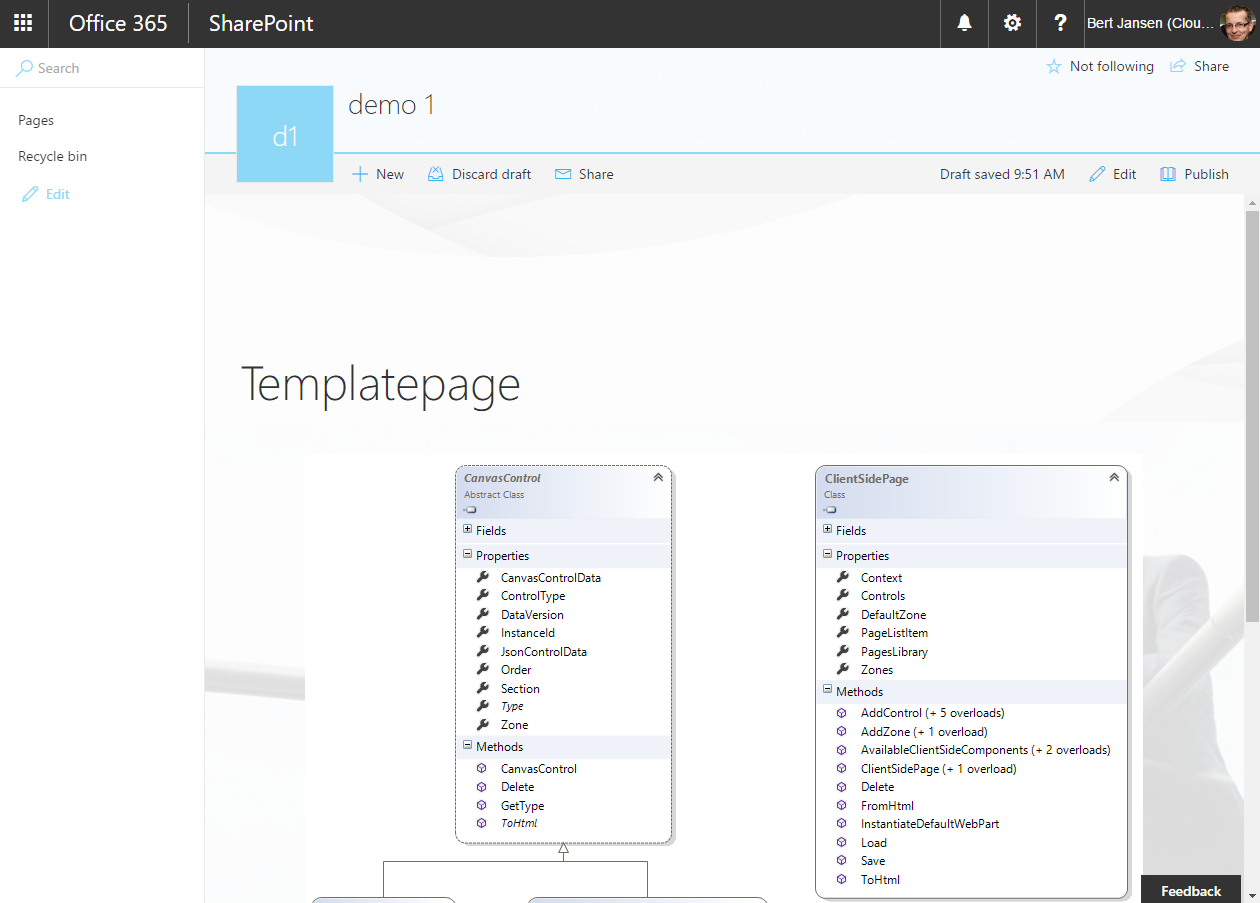 Office 365
SharePoint
?
Bert Jansen (Clou...
Search
Not following
Share
Pages
Recycle bin
Edit
d1
demo 1
New
Discard draft
Share
Draft saved 9:51 AM
Edit
Publish
Templatepage
CanvasControl
Abstract Class
Fields
Properties
CanvasControlData
ControlType
DataVersion
InstanceId
JsonControlData
Order
Section
Type
Zone
Methods
CanvasControl
Delete
GetType
ToHtml
ClientSidePage
Class
Fields
Properties
Context
Controls
DefaultZone
PageListItem
PagesLibrary
Zones
Methods
AddControl (+ 5 overloads)
AddZone (+ 1 overload)
AvailableClientSideComponents (+ 2 overloads)
ClientSidePage (+ 1 overload)
Delete
FromHtml
InstantiateDefaultWebPart
Load
Save
ToHtml
Feedback